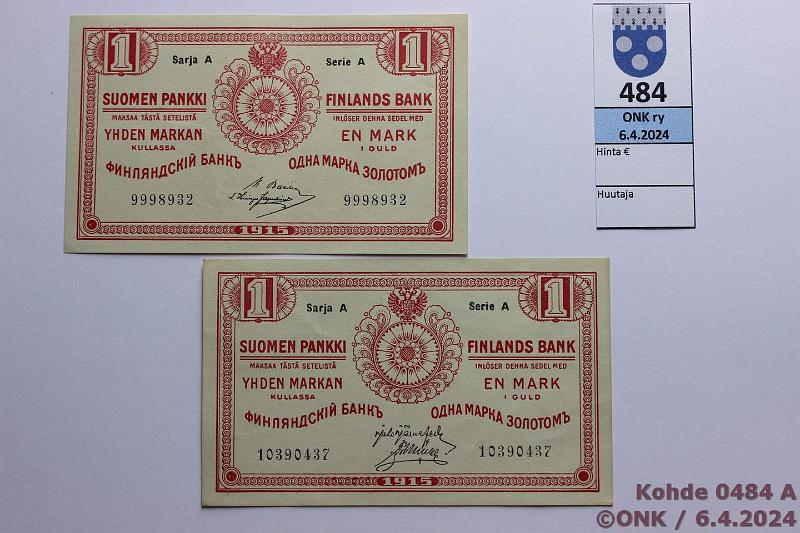 1 Sarja A Serie A 1
SUOMEN PANKKI FINLANDS BANK
MAKSAA TÄSTÄ SETELISTÄ INLÖSER DENNA SEDEL MED
YHDEN MARKAN EN MARK
KULLASSA I GULD
ФИНЛЯНДСКІЙ БАНКЪ ОДНА МАРКА ЗОЛОТОМЪ
9998932 9998932
1915
484
ONK ry
6.4.2024
Hinta €
Huutaja
1 Sarja A Serie A 1
SUOMEN PANKKI FINLANDS BANK
MAKSAA TÄSTÄ SETELISTÄ INLÖSER DENNA SEDEL MED
YHDEN MARKAN EN MARK
KULLASSA I GULD
ФИНЛЯНДСКІЙ БАНКЪ ОДНА МАРКА ЗОЛОТОМЪ
10390437 10390437
1915
Kohde 0484 A
©ONK / 6.4.2024